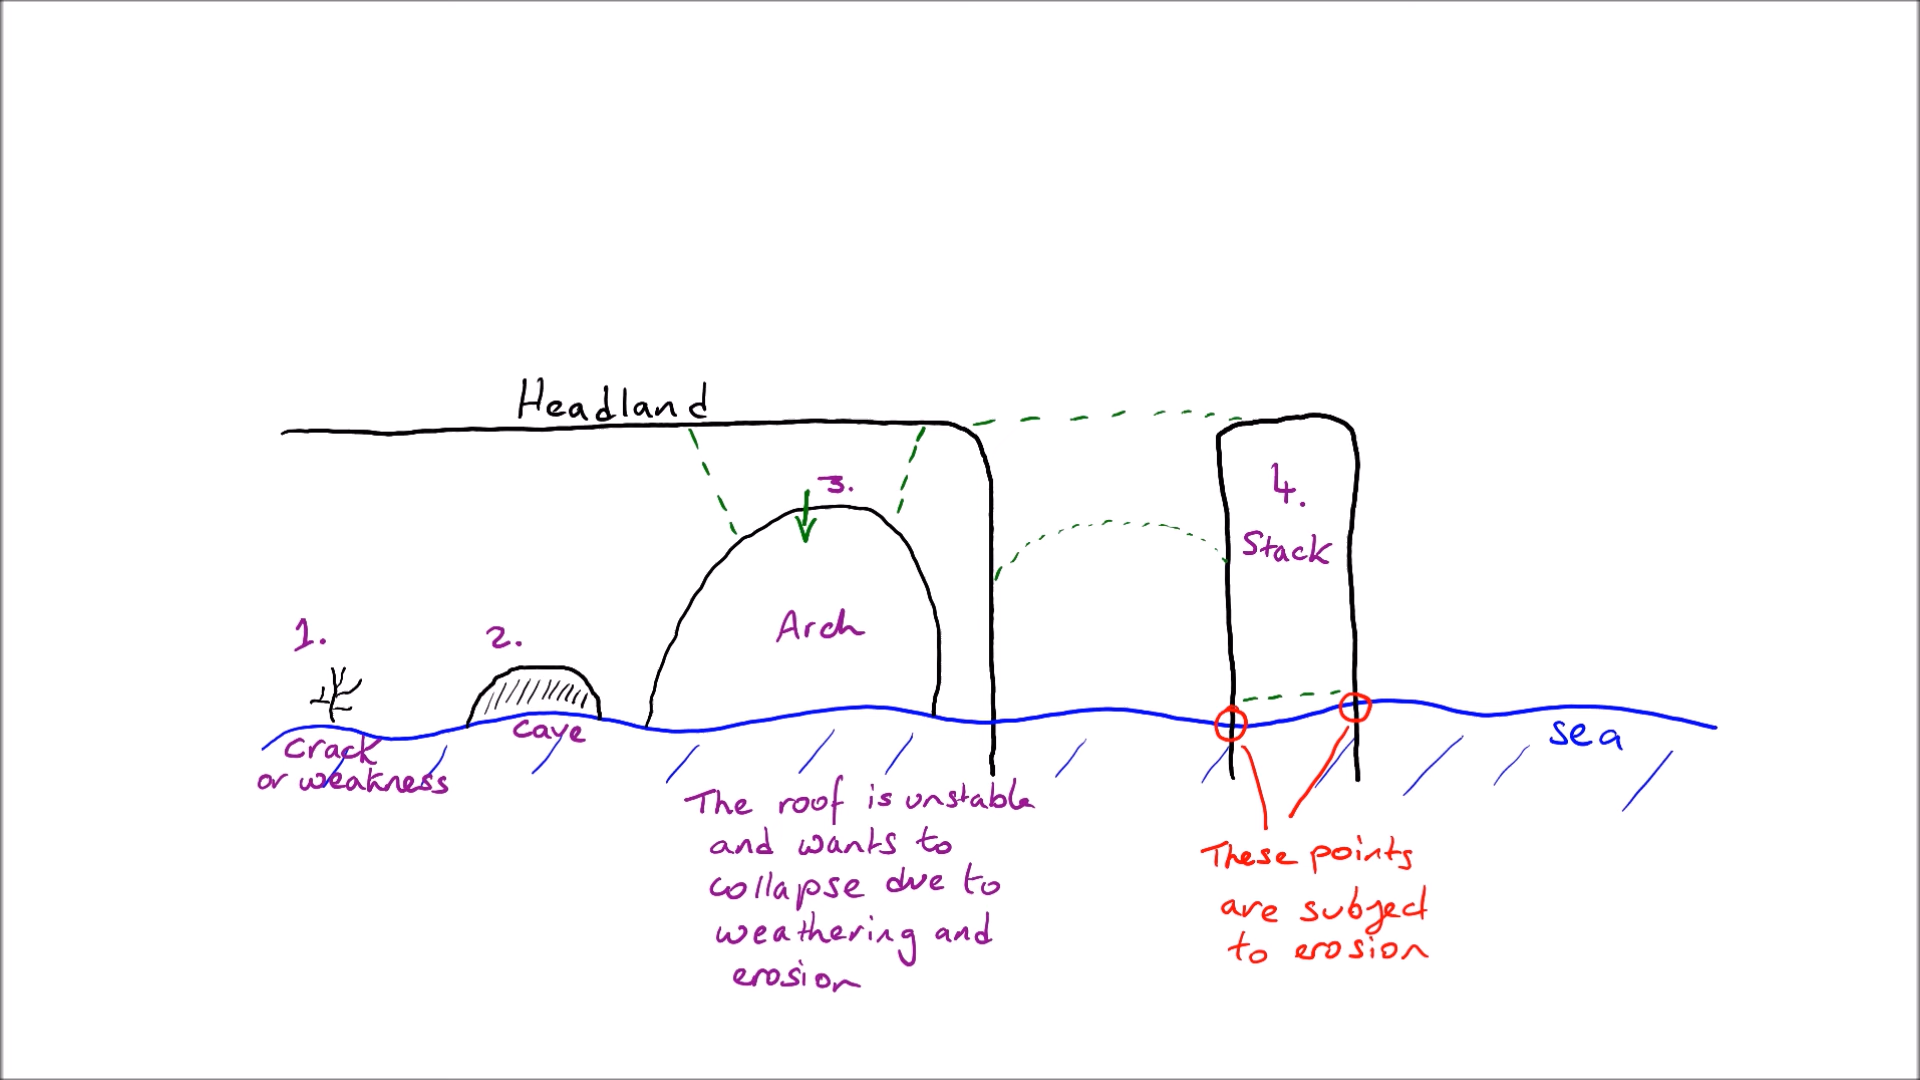 Headland
3.
4.
Stack
Arch
1.
2.
Crack
or weakness
Cave
sea
The roof is unstable
and wants to
collapse due to
weathering and
erosion
These points
are subject
to erosion